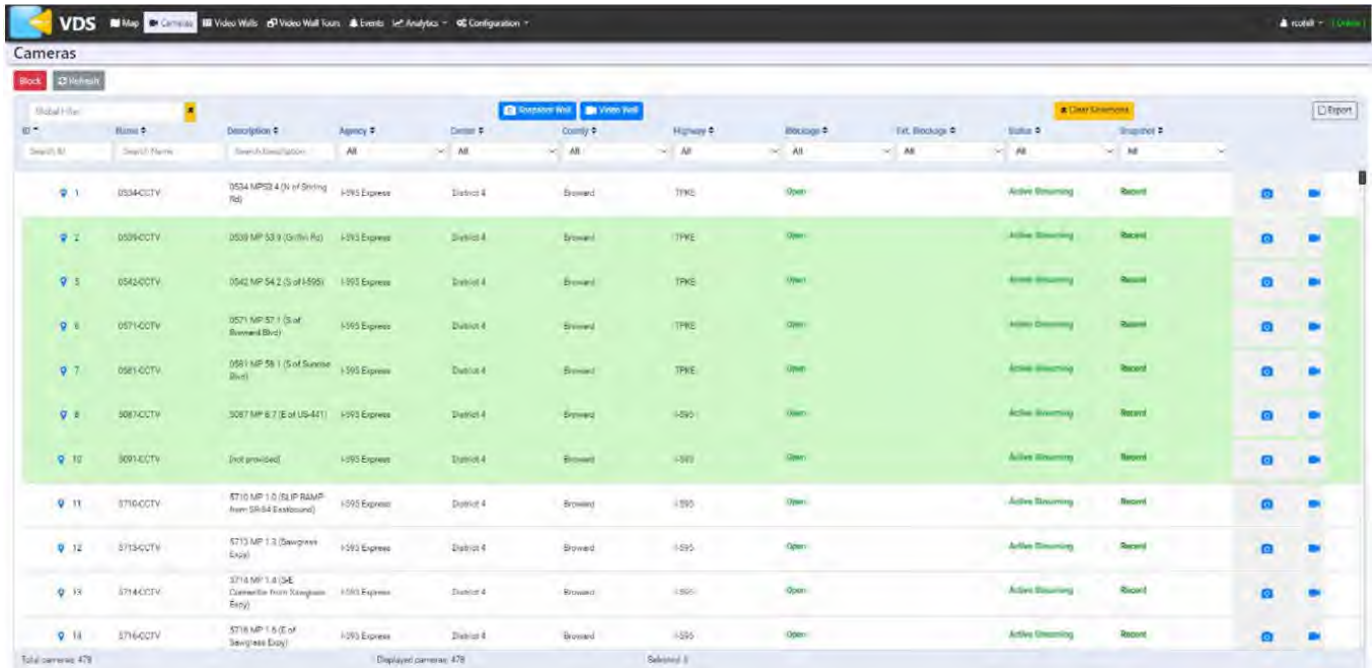 VDS Map Cameras Video Walls Video Wall Tours Events Analytics Configuration rcohill
Cameras
Block Refresh
Global Filter Snapshot Wall Video Wall Clear Selections Export
ID Name Description Agency Center County Highway Blockage Ext. Blockage Status Snapshot
Search ID Search Name Search Description All All All All All All All All
1 0534-CCTV 0534 MP53.4 (N of Stirling I-595 Express District 4 Broward TPKE Open Active Streaming Record
Rd)
2 0539-CCTV 0539 MP 53.9 (Griffin Rd) I-595 Express District 4 Broward TPKE Open Active Streaming Record
5 0542-CCTV 0542 MP 54.2 (S of I-595) I-595 Express District 4 Broward TPKE Open Active Streaming Record
6 0571-CCTV 0571 MP 57.1 (S of I-595 Express District 4 Broward TPKE Open Active Streaming Record
Broward Blvd)
7 0581-CCTV 0581 MP 58.1 (S of Sunrise I-595 Express District 4 Broward TPKE Open Active Streaming Record
Blvd)
8 5087-CCTV 5087 MP 8.7 (E of US-441) I-595 Express District 4 Broward I-595 Open Active Streaming Record
10 5091-CCTV [not provided] I-595 Express District 4 Broward I-595 Open Active Streaming Record
11 5710-CCTV 5710 MP 1.0 (SLIP RAMP I-595 Express District 4 Broward I-595 Open Active Streaming Record
from SR-84 Eastbound)
12 5713-CCTV 5713 MP 1.3 (Sawgrass I-595 Express District 4 Broward I-595 Open Active Streaming Record
Expy)
13 5714-CCTV 5714 MP 1.4 (S-E I-595 Express District 4 Broward I-595 Open Active Streaming Record
Connector from Sawgrass
Expy)
14 5716-CCTV 5716 MP 1.6 (E of I-595 Express District 4 Broward I-595 Open Active Streaming Record
Sawgrass Expy)
Total cameras: 478 Displayed cameras: 478 Selected: 6